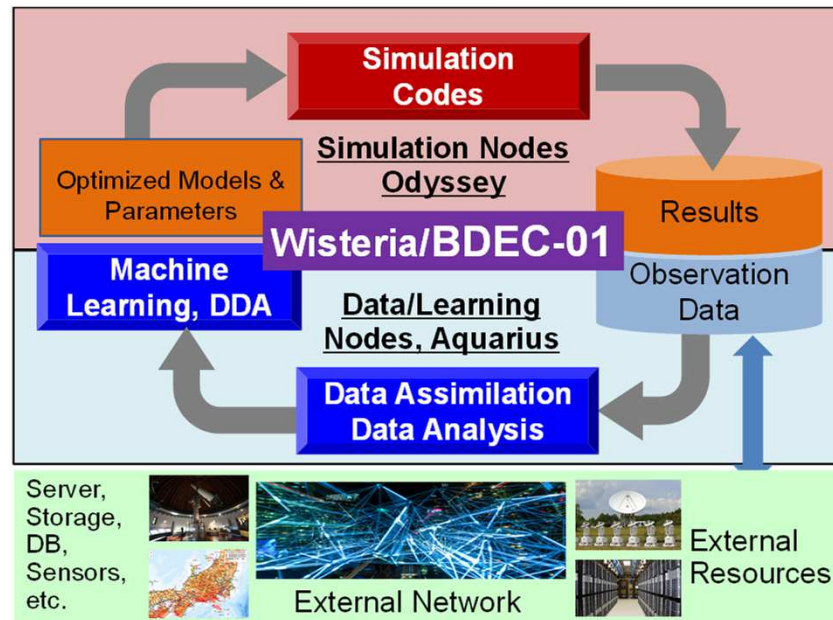 Simulation
Codes
Optimized Models &
Parameters
Simulation Nodes
Odyssey
Results
Wisteria/BDEC-01
Machine
Learning, DDA
Data/Learning
Nodes, Aquarius
Observation
Data
Data Assimilation
Data Analysis
Server,
Storage,
DB,
Sensors,
etc.
External Network
External
Resources